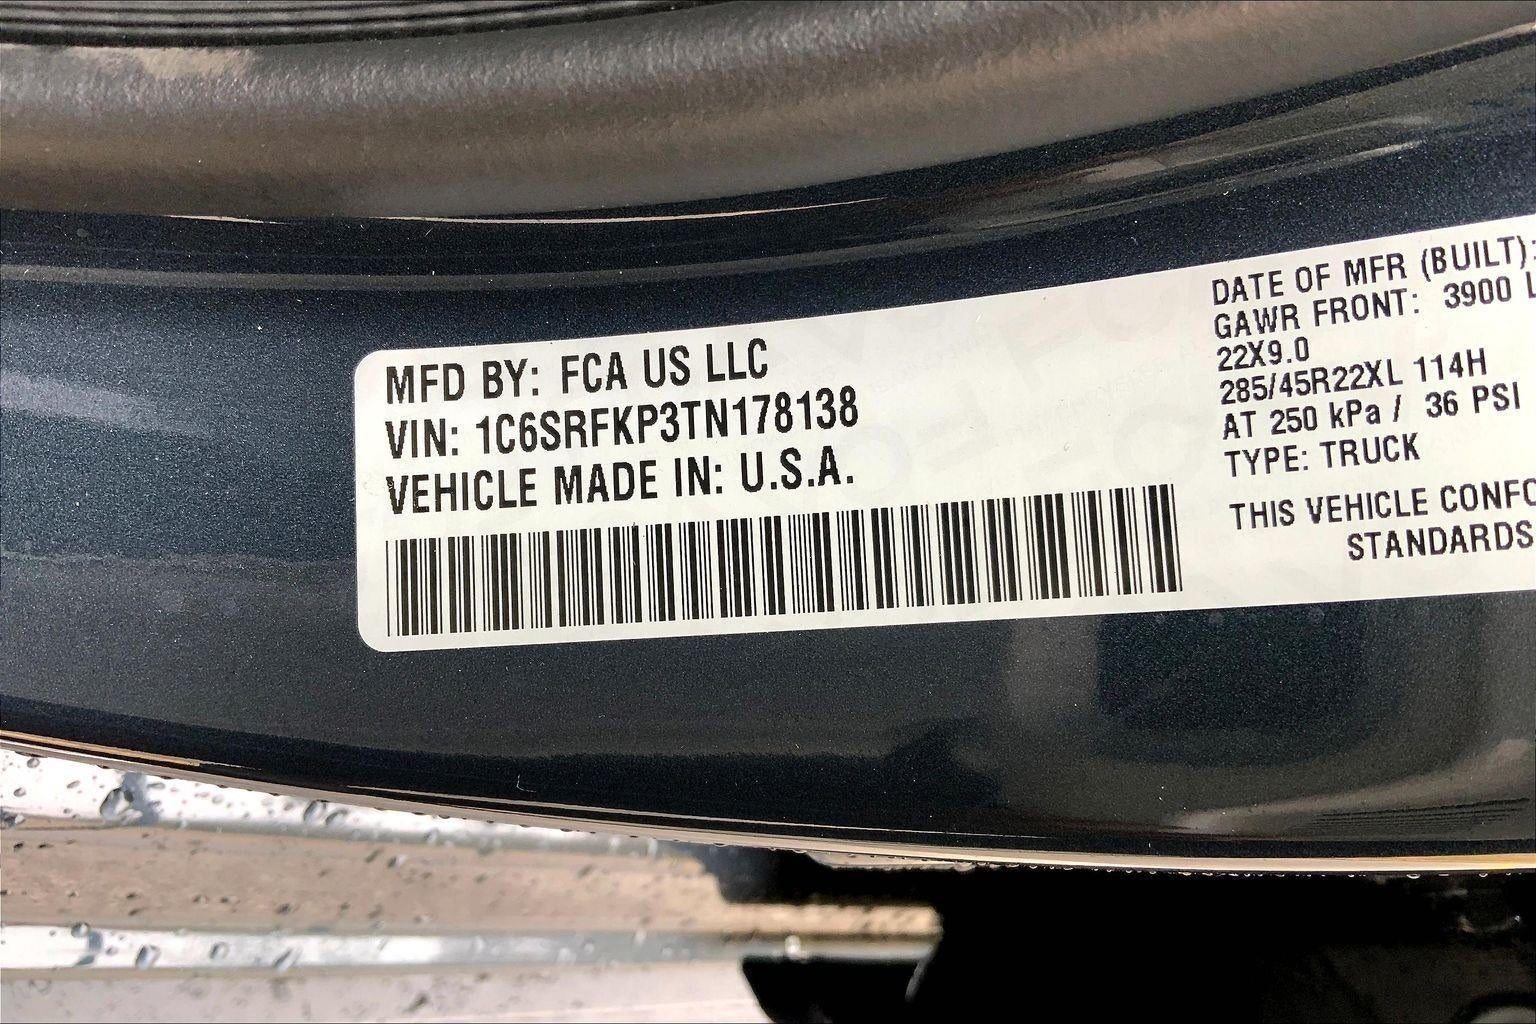 MFD BY: FCA US LLC
VIN: 1C6SRFKP3TN178138
VEHICLE MADE IN: U.S.A.
DATE OF MFR (BUILT):
GAWR FRONT: 3900
22X9.0
285/45R22XL 114H
AT 250 kPa / 36 PSI
TYPE: TRUCK
THIS VEHICLE
STANDARDS